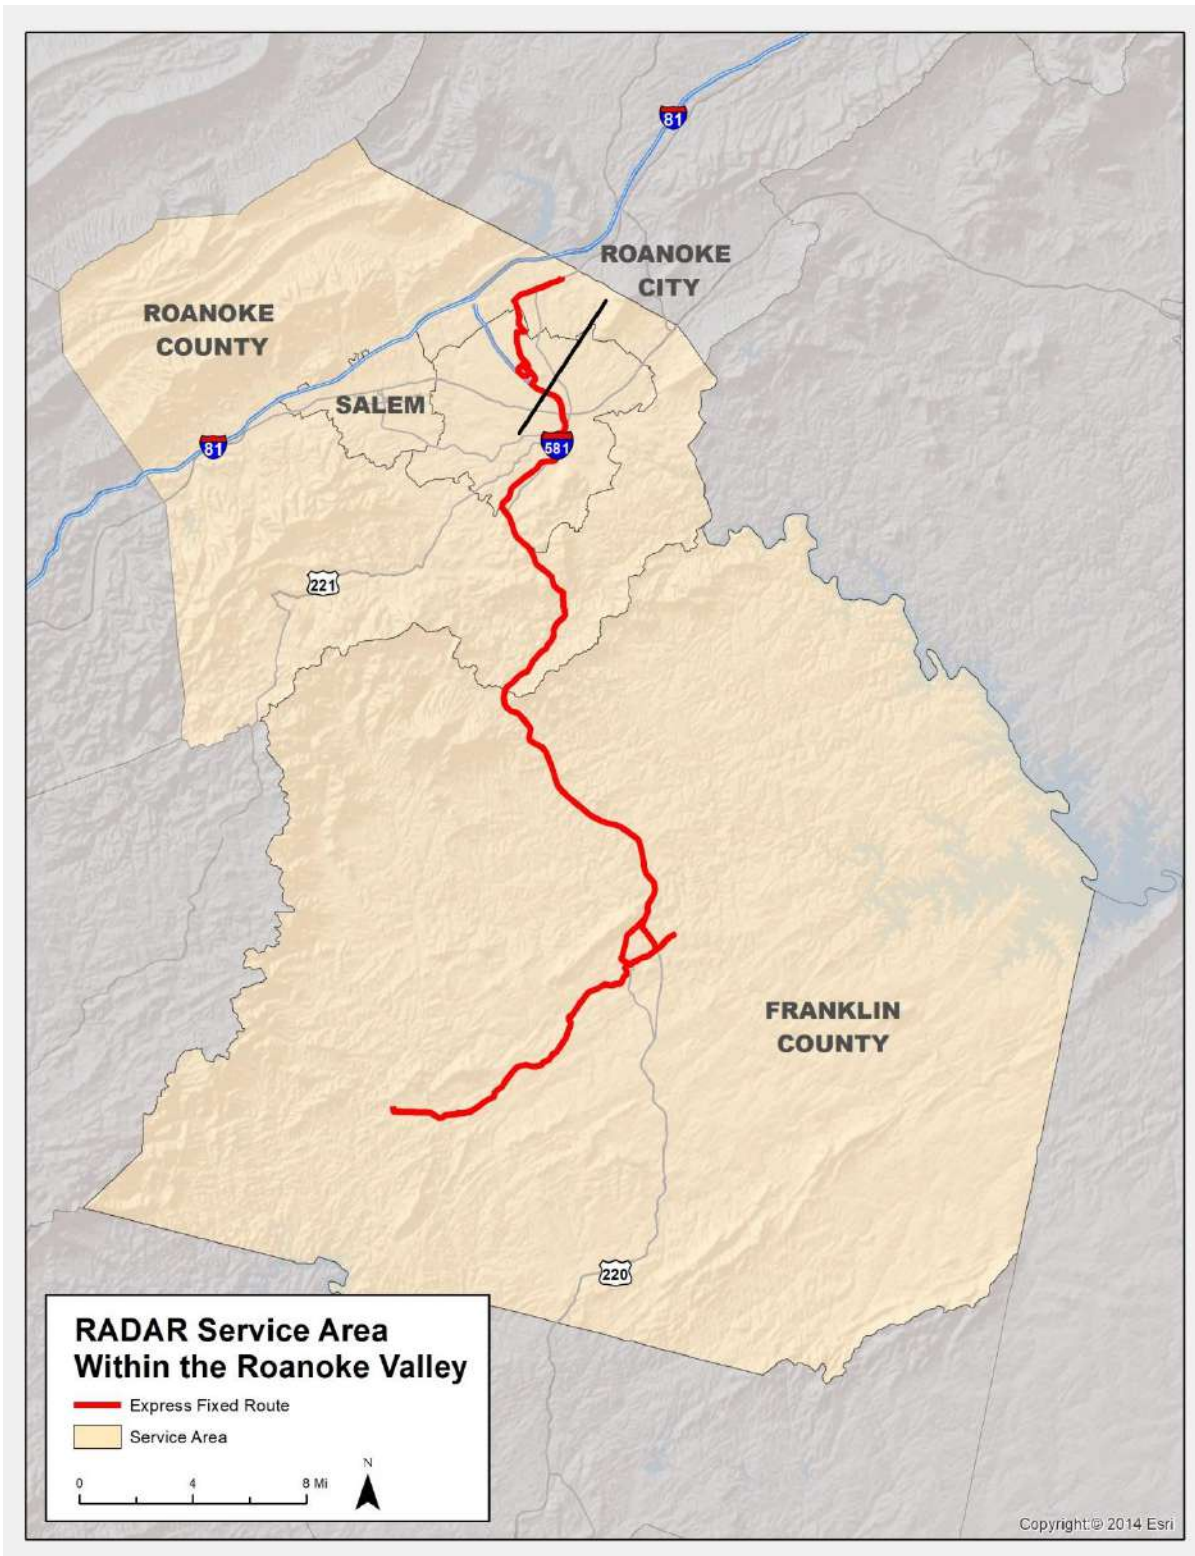 81
ROANOKE
CITY
ROANOKE
COUNTY
SALEM
81
581
221
FRANKLIN
COUNTY
220
RADAR Service Area
Within the Roanoke Valley
Express Fixed Route
Service Area
0 4 8 Mi
N
Copyright:© 2014 Esri